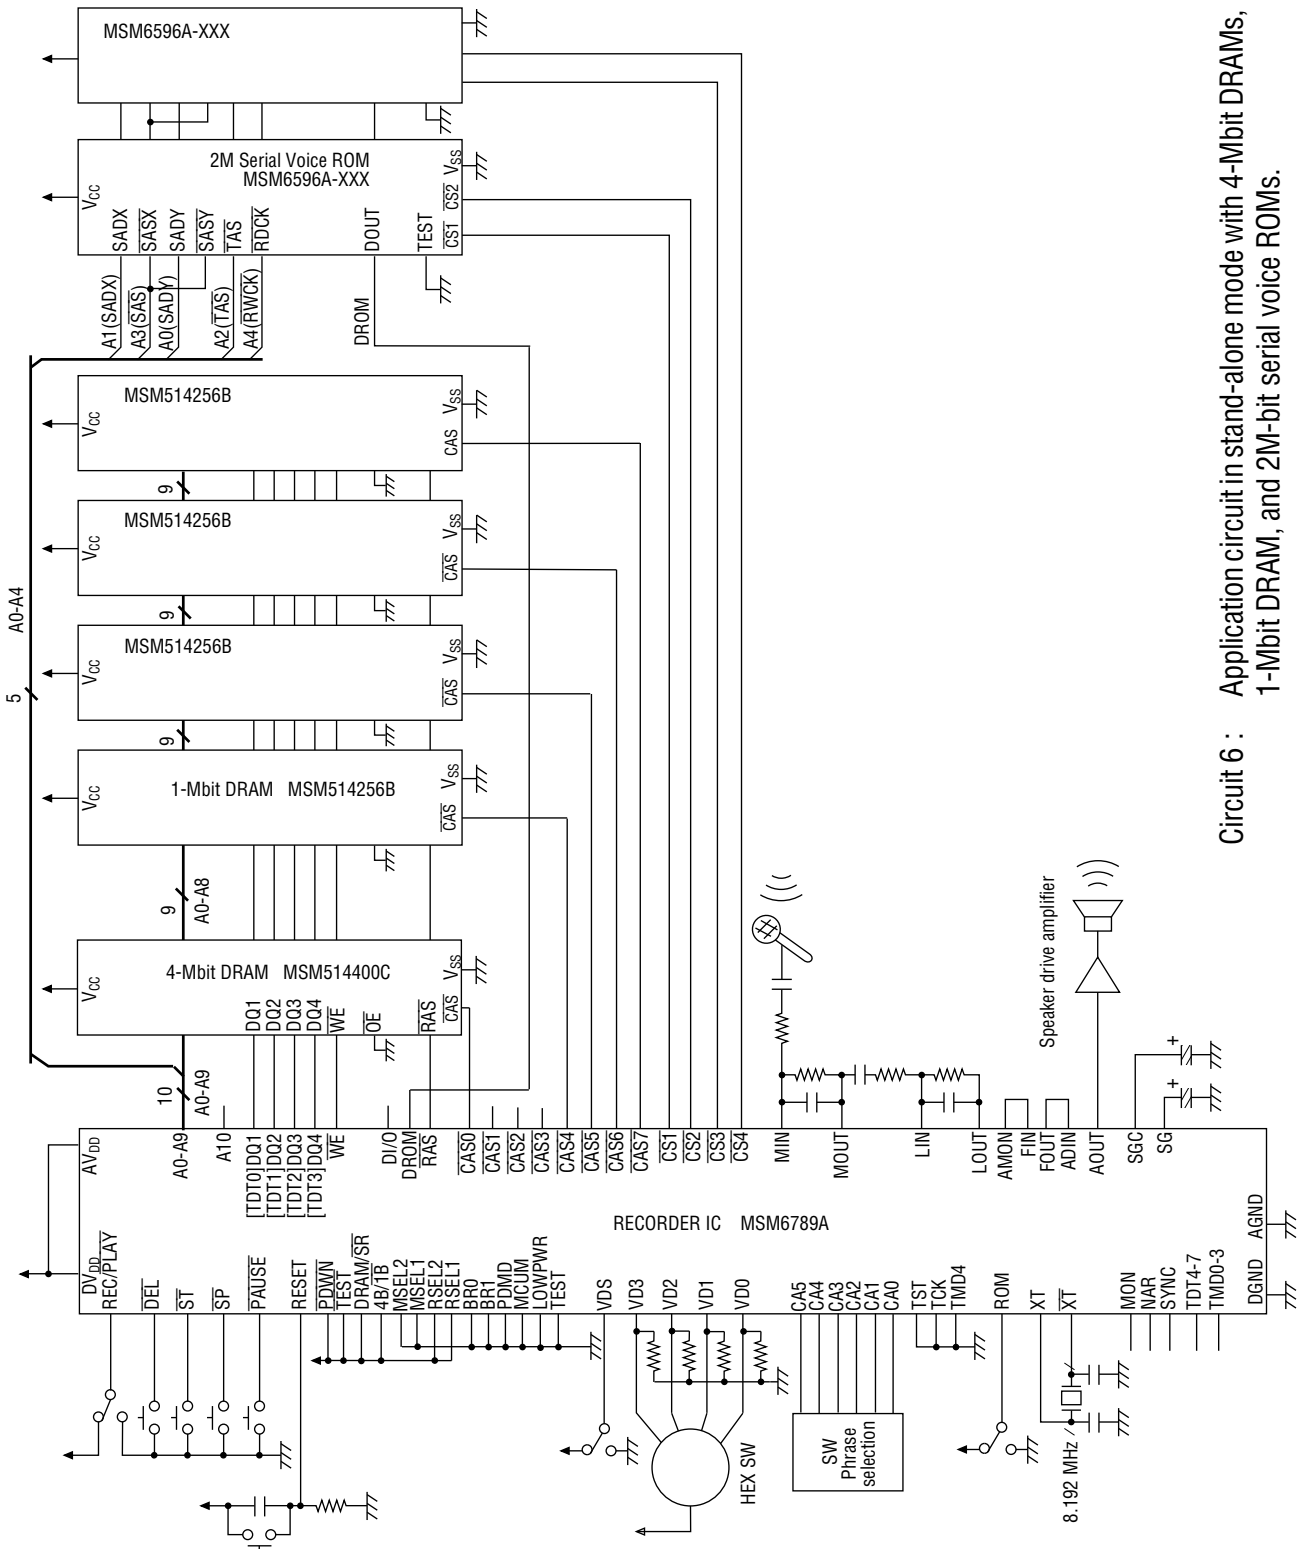 MSM6596A-XXX
2M Serial Voice ROM
MSM6596A-XXX
VCC
SADX
SASX
SADY
SASY
TAS
RDCK
DOUT
TEST
CS1
CS2
VSS
A1(SADX)
A3(SAS)
A0(SADY)
A2(TAS)
A4(RWCK)
DROM
MSM514256B
VCC
CAS
VSS
9
MSM514256B
VCC
CAS
VSS
9
MSM514256B
VCC
CAS
VSS
9
A0-A4
5
1-Mbit DRAM MSM514256B
VCC
CAS
VSS
9
A0-A8
4-Mbit DRAM MSM514400C
VCC
DQ1
DQ2
DQ3
DQ4
WE
OE
RAS
CAS
VSS
10
A0-A9
AVDD
A0-A9
A10
[TDT0]DQ1
[TDT1]DQ2
[TDT2]DQ3
[TDT3]DQ4
WE
DI/O
DROM
RAS
CAS0
CAS1
CAS2
CAS3
CAS4
CAS5
CAS6
CAS7
CS1
CS2
CS3
CS4
MIN
MOUT
LIN
LOUT
AMON
FIN
FOUT
ADIN
AOUT
SGC
SG
+
+
Speaker drive amplifier
RECORDER IC MSM6789A
DVDD
REC/PLAY
DEL
ST
SP
PAUSE
RESET
PDWN
TEST
DRAM/SR
4B/1B
MSEL2
MSEL1
RSEL2
RSEL1
BR0
BR1
PDMD
MCUM
LOWPWR
TEST
VDS
VD3
VD2
VD1
VD0
CA5
CA4
CA3
CA2
CA1
CA0
TST
TCK
TMD4
ROM
XT
XT
MON
NAR
SYNC
TDT4-7
TMD0-3
DGND
AGND
HEX SW
SW
Phrase
selection
8.192 MHz
Circuit 6 : Application circuit in stand-alone mode with 4-Mbit DRAMs,
1-Mbit DRAM, and 2M-bit serial voice ROMs.